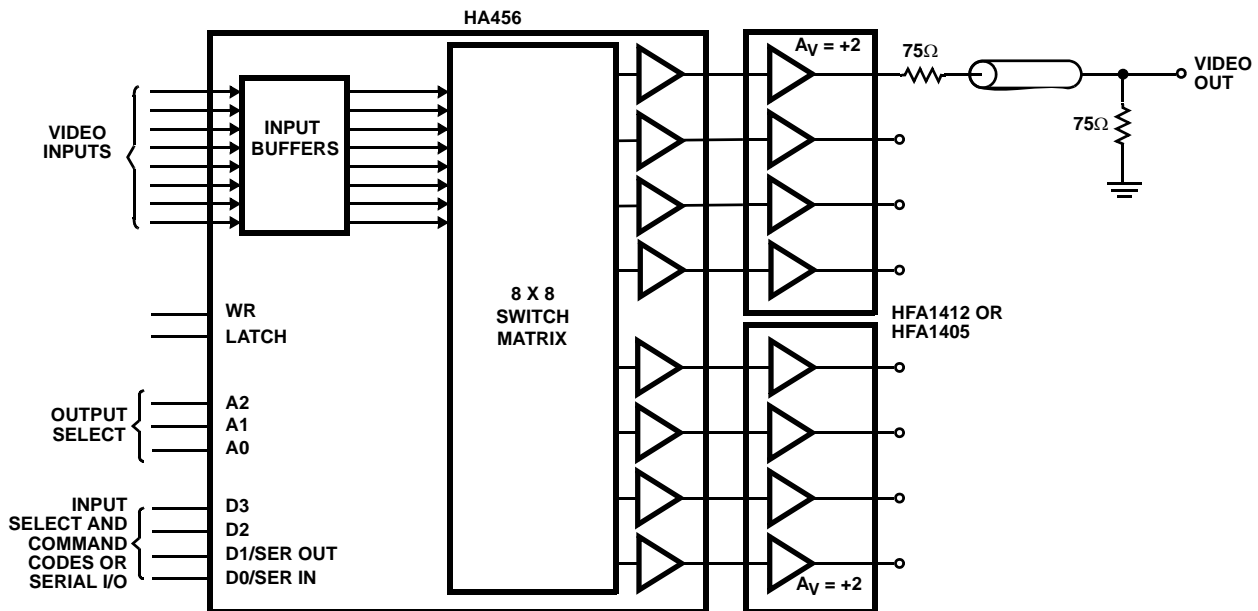 HA456
A_V = +2
75Ω
VIDEO
OUT
75Ω
VIDEO
INPUTS
INPUT
BUFFERS
8 X 8
SWITCH
MATRIX
HFA1412 OR
HFA1405
WR
LATCH
OUTPUT
SELECT
A2
A1
A0
INPUT
SELECT AND
COMMAND
CODES OR
SERIAL I/O
D3
D2
D1/SER OUT
D0/SER IN
A_V = +2